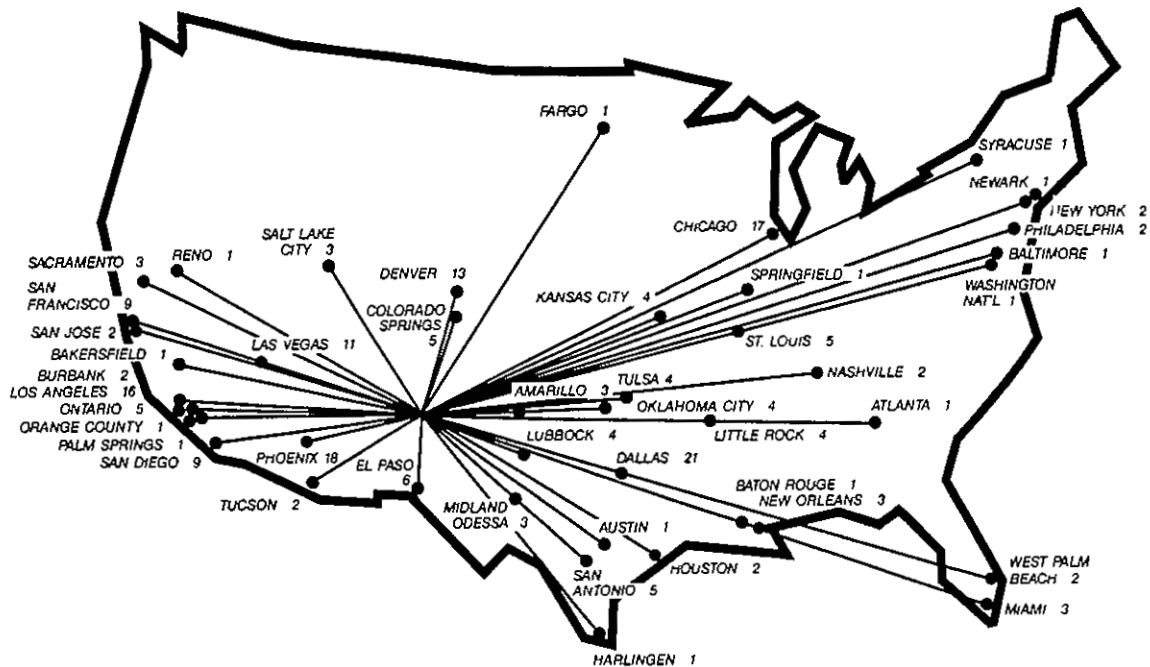 FARGO 1
SYRACUSE 1
NEWARK 1
NEW YORK 2
CHICAGO 17
PHILADELPHIA 2
SALT LAKE
CITY 3
RENO 1
BALTIMORE 1
SACRAMENTO 3
DENVER 13
SPRINGFIELD 1
WASHINGTON
NAT'L 1
SAN
FRANCISCO 9
KANSAS CITY 4
COLORADO
SPRINGS
5
SAN JOSE 2
LAS VEGAS 11
ST. LOUIS 5
BAKERSFIELD 1
BURBANK 2
NASHVILLE 2
TULSA 4
LOS ANGELES 16
AMARILLO 3
ONTARIO 5
OKLAHOMA CITY 4
ATLANTA 1
ORANGE COUNTY 1
LUBBOCK 4
LITTLE ROCK 4
PALM SPRINGS 1
SAN DIEGO 9
PHOENIX 18
DALLAS 21
EL PASO
6
BATON ROUGE 1
NEW ORLEANS 3
TUCSON 2
MIDLAND
ODESSA 3
AUSTIN 1
HOUSTON 2
WEST PALM
BEACH 2
SAN
ANTONIO 5
MIAMI 3
HARLINGEN 1